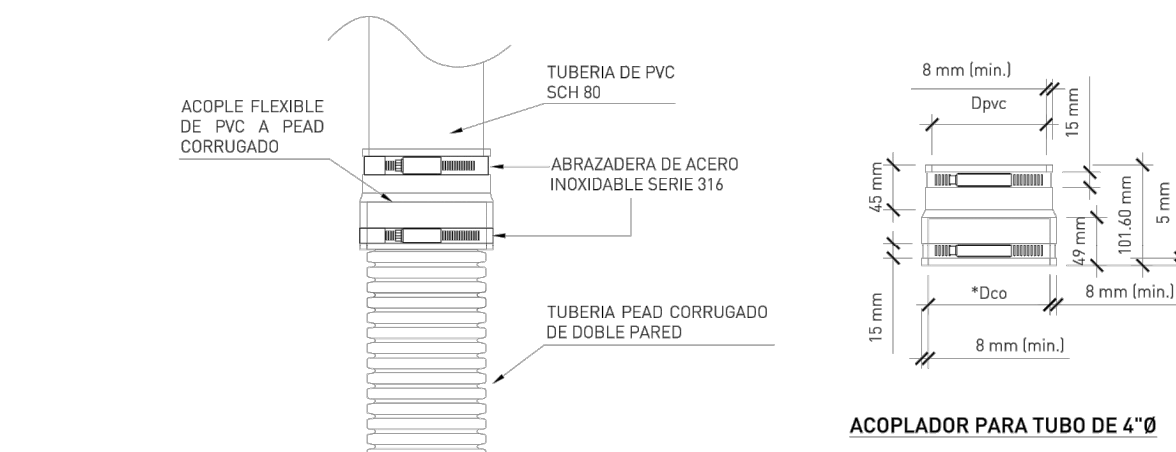 TUBERIA DE PVC
SCH 80
ACOPLE FLEXIBLE
DE PVC A PEAD
CORRUGADO
ABRAZADERA DE ACERO
INOXIDABLE SERIE 316
TUBERIA PEAD CORRUGADO
DE DOBLE PARED
8 mm (min.)
Dpvc
15 mm
45 mm
101.60 mm
5 mm
49 mm
*Dco
8 mm (min.)
15 mm
8 mm (min.)
ACOPLADOR PARA TUBO DE 4"Ø